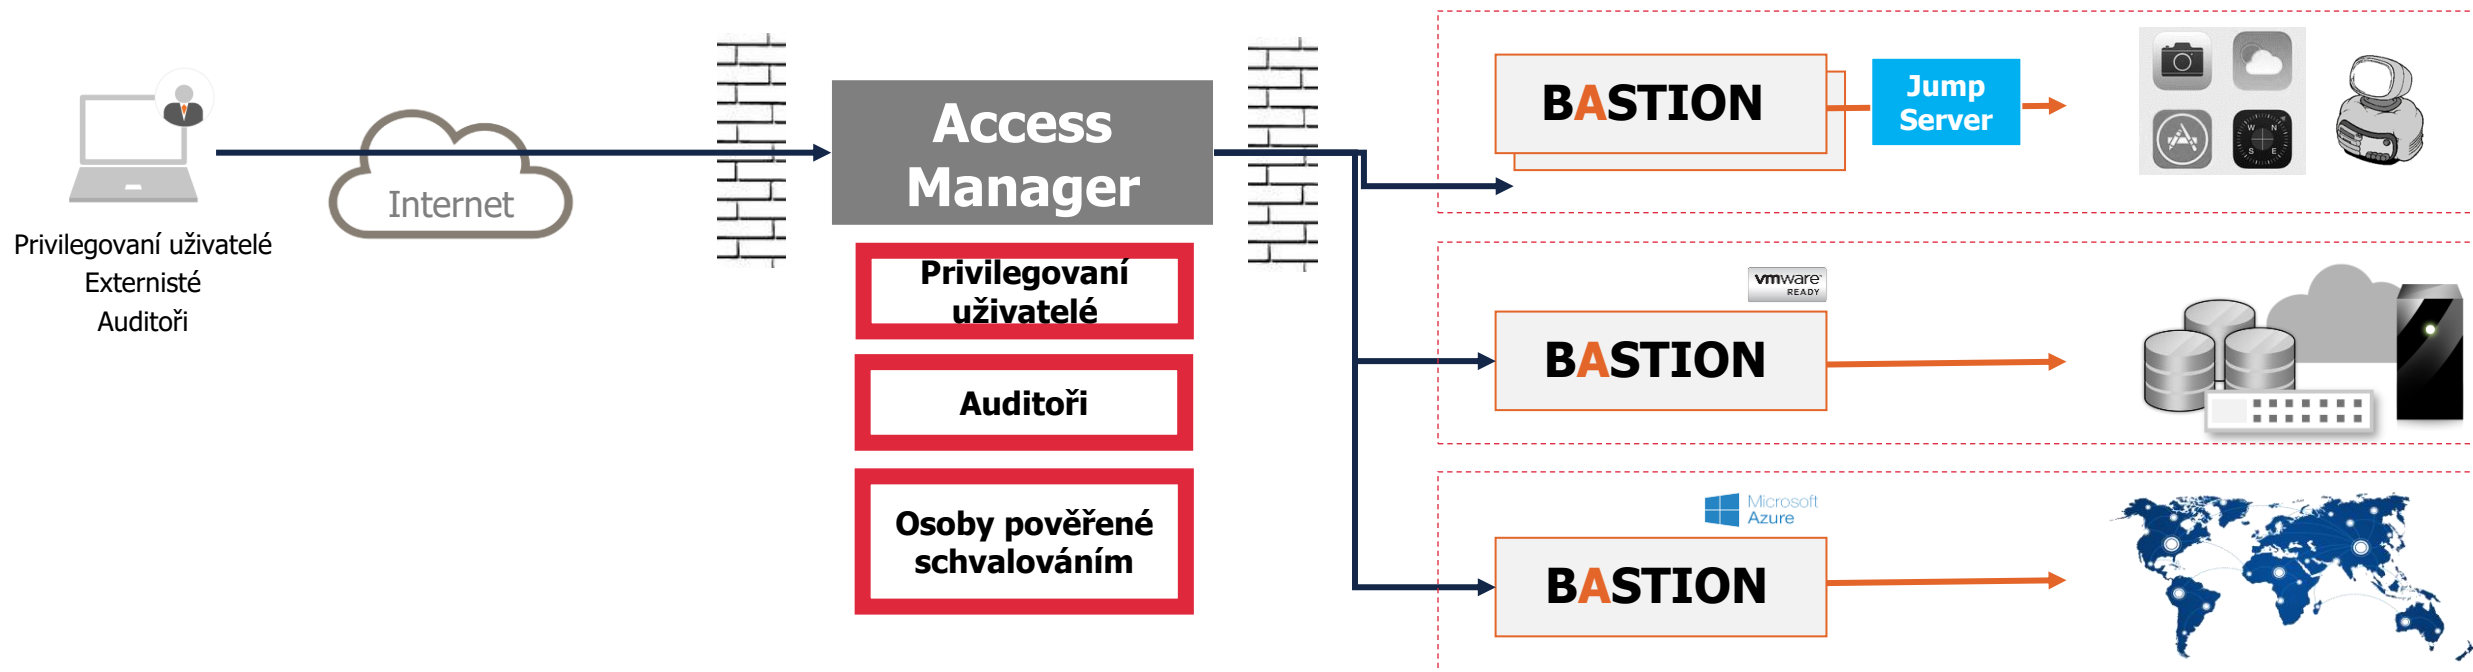 Privilegovaní uživatelé
Externisté
Auditoři
Internet
Access
Manager
Privilegovaní
uživatelé
Auditoři
Osoby pověřené
schvalováním
BASTION
Jump
Server
W N
S E
vmware
READY
BASTION
Microsoft
Azure
BASTION